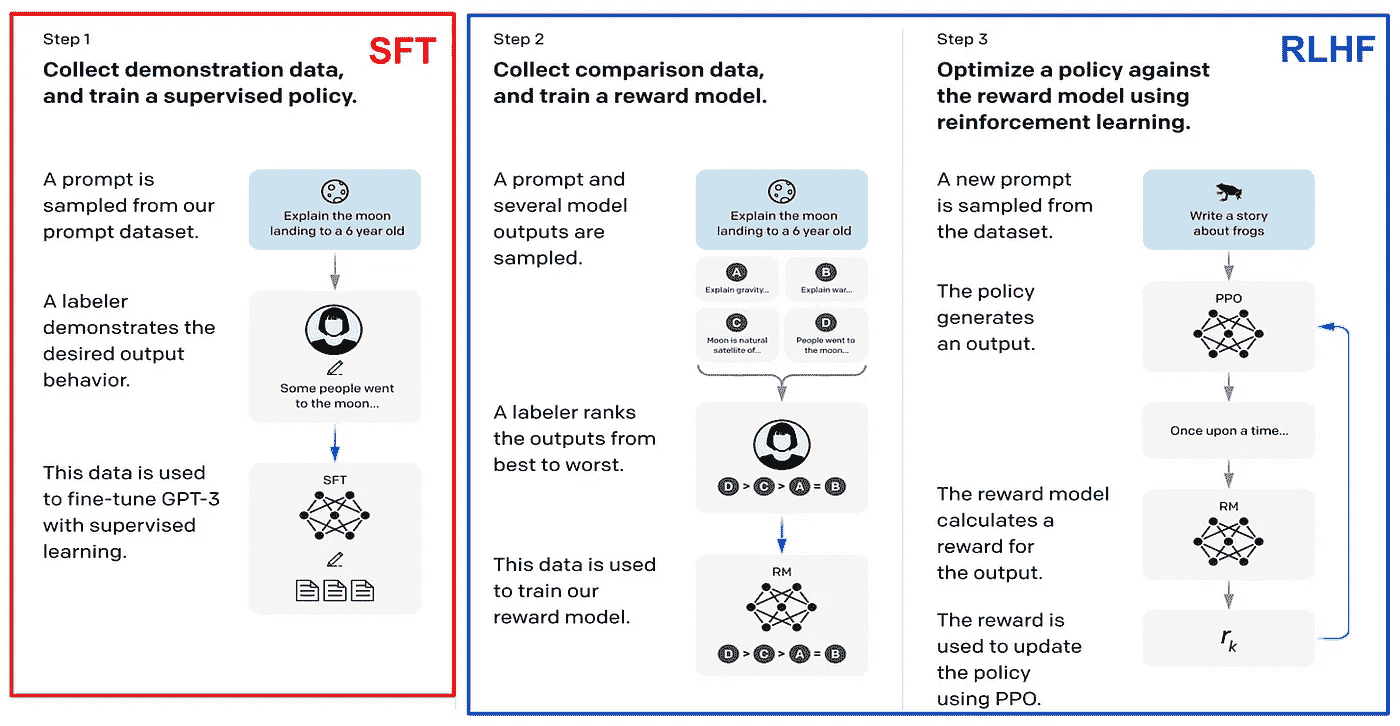 Step 1
SFT
Collect demonstration data,
and train a supervised policy.
A prompt is
sampled from our
prompt dataset.
Explain the moon
landing to a 6 year old
A labeler
demonstrates the
desired output
behavior.
Some people went
to the moon...
This data is used
to fine-tune GPT-3
with supervised
learning.
SFT
Step 2
Collect comparison data,
and train a reward model.
A prompt and
several model
outputs are
sampled.
Explain the moon
landing to a 6 year old
A
Explain gravity...
B
Explain war...
C
Moon is natural
satellite of...
D
People went to
the moon...
A labeler ranks
the outputs from
best to worst.
D > C > A = B
This data is used
to train our
reward model.
RM
D > C > A = B
Step 3
RLHF
Optimize a policy against
the reward model using
reinforcement learning.
A new prompt
is sampled from
the dataset.
Write a story
about frogs
The policy
generates
an output.
PPO
Once upon a time...
The reward model
calculates a
reward for
the output.
RM
The reward is
used to update
the policy
using PPO.
rk